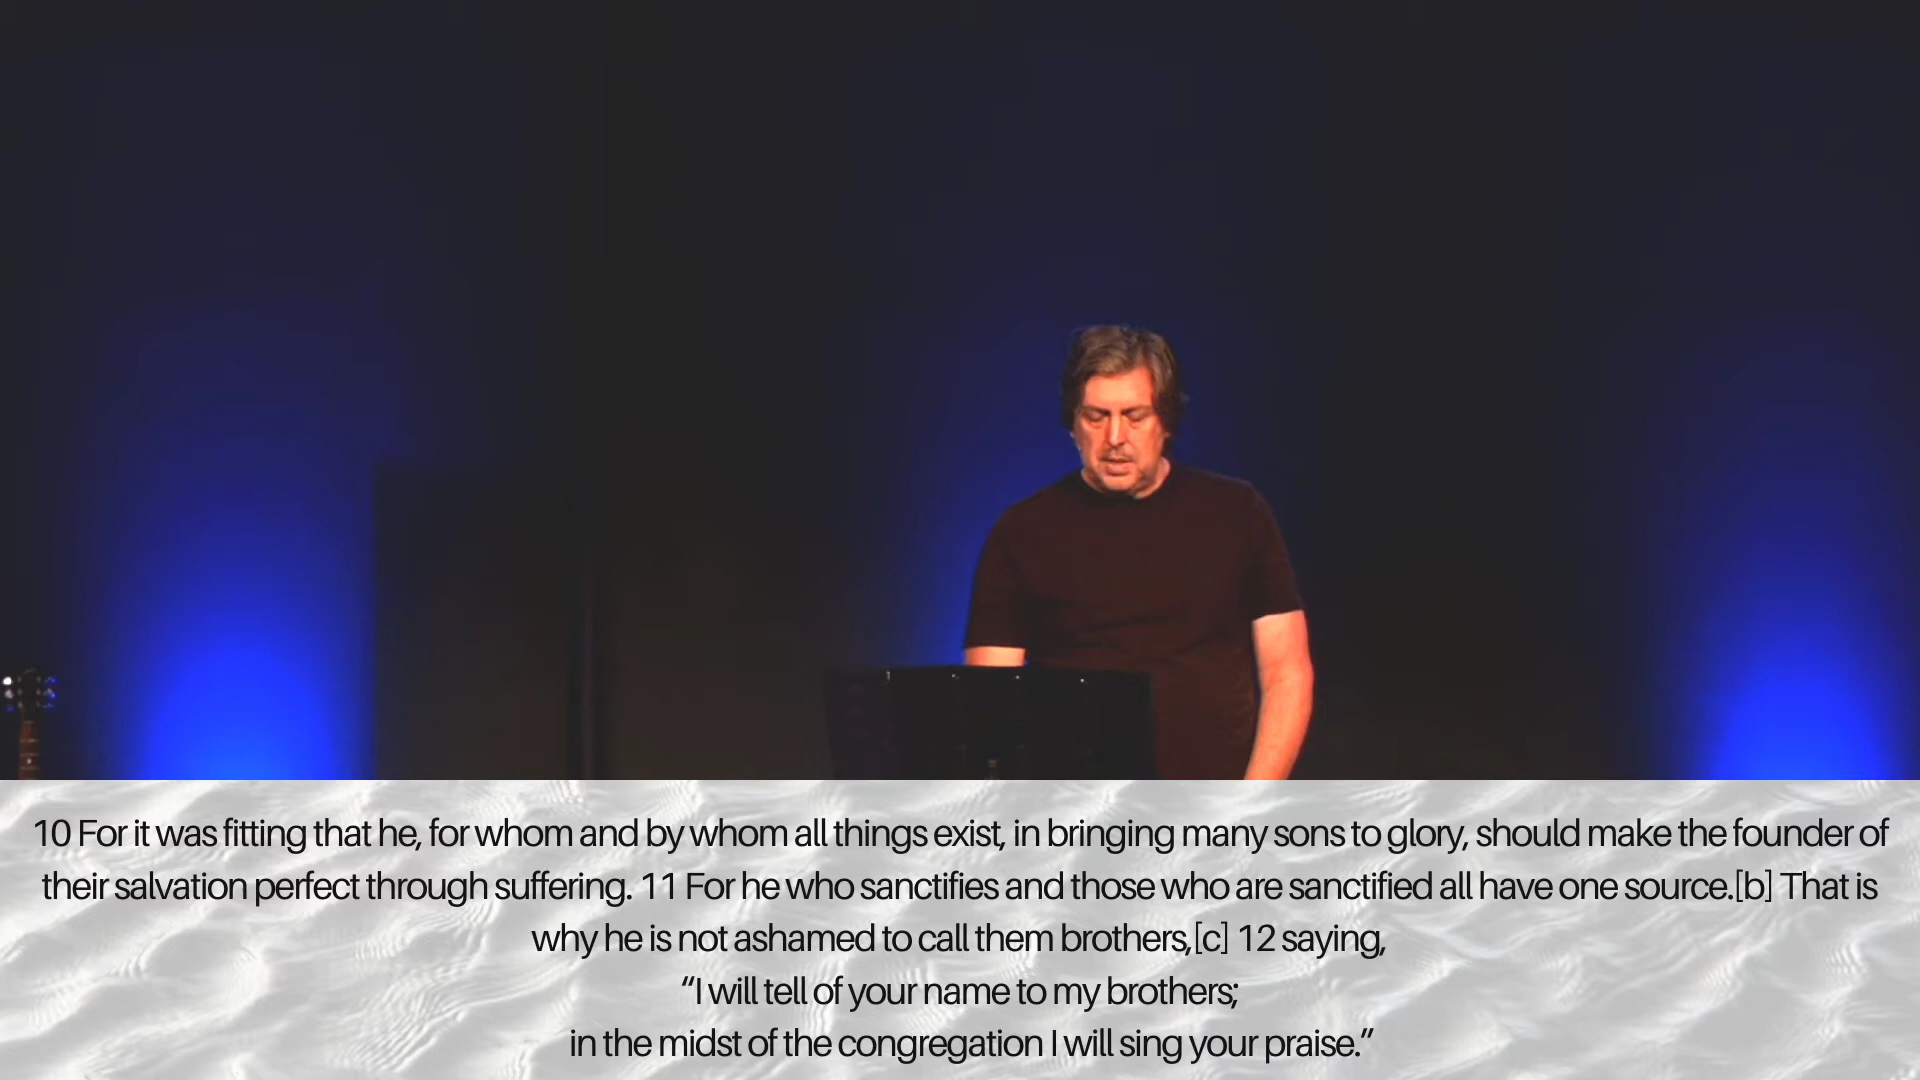 10 For it was fitting that he, for whom and by whom all things exist, in bringing many sons to glory, should make the founder of
their salvation perfect through suffering. 11 For he who sanctifies and those who are sanctified all have one source.[b] That is
why he is not ashamed to call them brothers,[c] 12 saying,
“I will tell of your name to my brothers;
in the midst of the congregation I will sing your praise.”